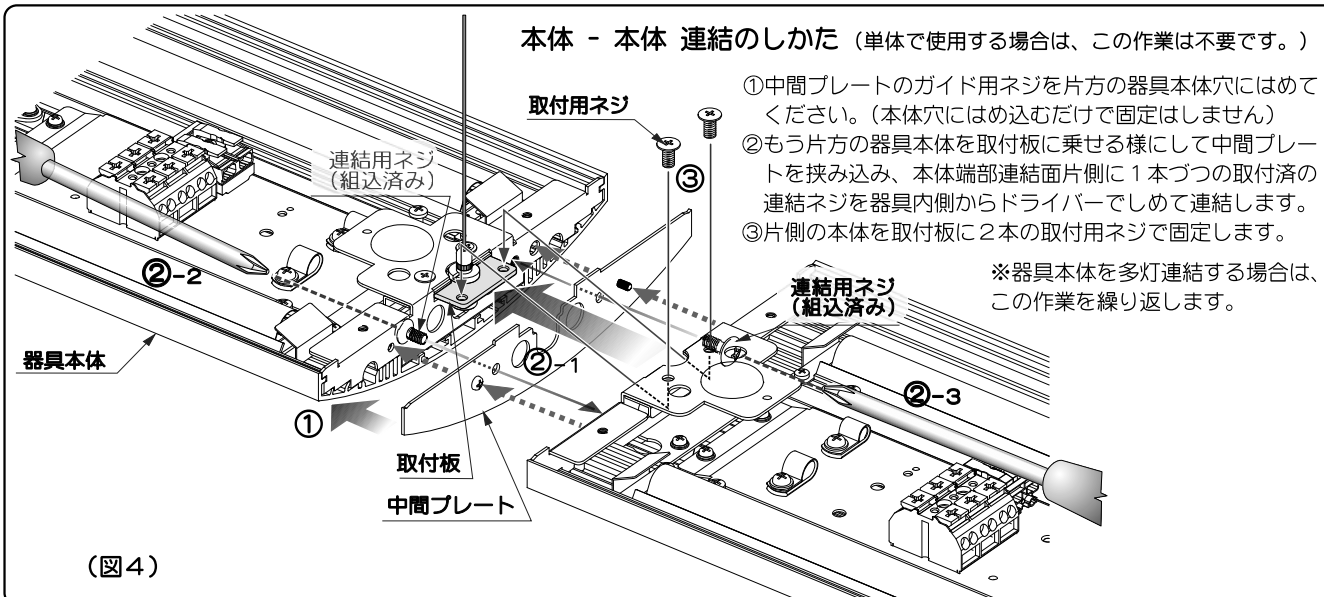 本体 - 本体 連結のしかた (単体で使用する場合は、この作業は不要です。)
①中間プレートのガイド用ネジを片方の器具本体穴にはめて
ください。(本体穴にはめ込むだけで固定はしません)
②もう片方の器具本体を取付板に乗せる様にして中間プレー
トを挟み込み、本体端部連結面片側に1本づつの取付済の
連結ネジを器具内側からドライバーでしめて連結します。
③片側の本体を取付板に2本の取付用ネジで固定します。
※器具本体を多灯連結する場合は、
この作業を繰り返します。
取付用ネジ
③
連結用ネジ
(組込済み)
②-2
連結用ネジ
(組込済み)
器具本体
②-1
②-3
①
取付板
中間プレート
(図4)